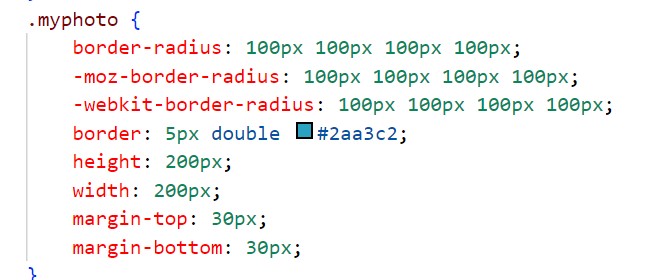 .myphoto {
border-radius: 100px 100px 100px 100px;
-moz-border-radius: 100px 100px 100px 100px;
-webkit-border-radius: 100px 100px 100px 100px;
border: 5px double #2aa3c2;
height: 200px;
width: 200px;
margin-top: 30px;
margin-bottom: 30px;
}